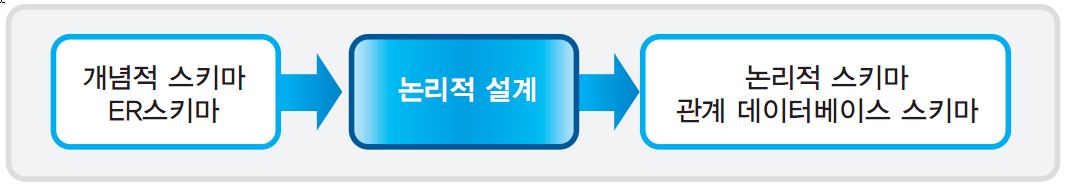 개념적 스키마
ER스키마
논리적 설계
논리적 스키마
관계 데이터베이스 스키마